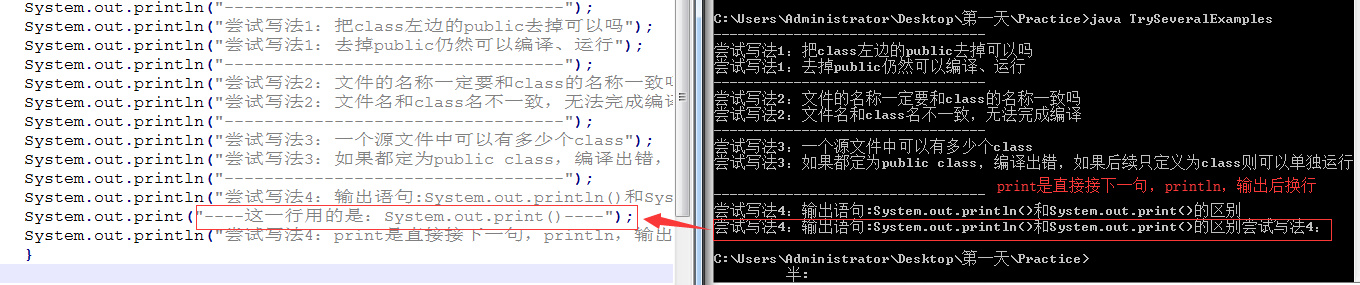 System.out.println("----------------------------------");
System.out.println("尝试写法1：把class左边的public去掉可以吗");
System.out.println("尝试写法1：去掉public仍然可以编译、运行");
System.out.println("----------------------------------");
System.out.println("尝试写法2：文件的名称一定要和class的名称一致
System.out.println("尝试写法2：文件名和class名不一致，无法完成编
System.out.println("----------------------------------");
System.out.println("尝试写法3：一个源文件中可以有多少个class");
System.out.println("尝试写法3：如果都定为public class，编译出错，
System.out.println("----------------------------------");
System.out.println("尝试写法4：输出语句:System.out.println()和Sys
System.out.print("----这一行用的是：System.out.print()----");
System.out.println("尝试写法4：print是直接接下一句，println，输出
}
C:\Users\Administrator\Desktop\第一天\Practice>java TrySeveralExamples
----------------------------------
尝试写法1：把class左边的public去掉可以吗
尝试写法1：去掉public仍然可以编译、运行
----------------------------------
尝试写法2：文件的名称一定要和class的名称一致吗
尝试写法2：文件名和class名不一致，无法完成编译
----------------------------------
尝试写法3：一个源文件中可以有多少个class
尝试写法3：如果都定为public class，编译出错，如果后续只定义为class则可以单独运行
----------------------------------
print是直接接下一句，println，输出后换行
尝试写法4：输出语句:System.out.println()和System.out.print()的区别
尝试写法4：输出语句:System.out.println()和System.out.print()的区别尝试写法4：
C:\Users\Administrator\Desktop\第一天\Practice>
半：